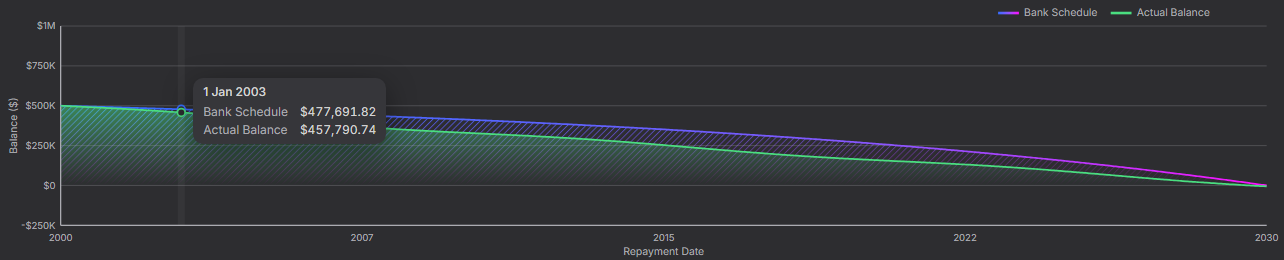 Bank Schedule Actual Balance
$1M
$750K
$500K
$250K
$0
-$250K
Balance ($)
1 Jan 2003
Bank Schedule $477,691.82
Actual Balance $457,790.74
2000 2007 2015 2022 2030
Repayment Date